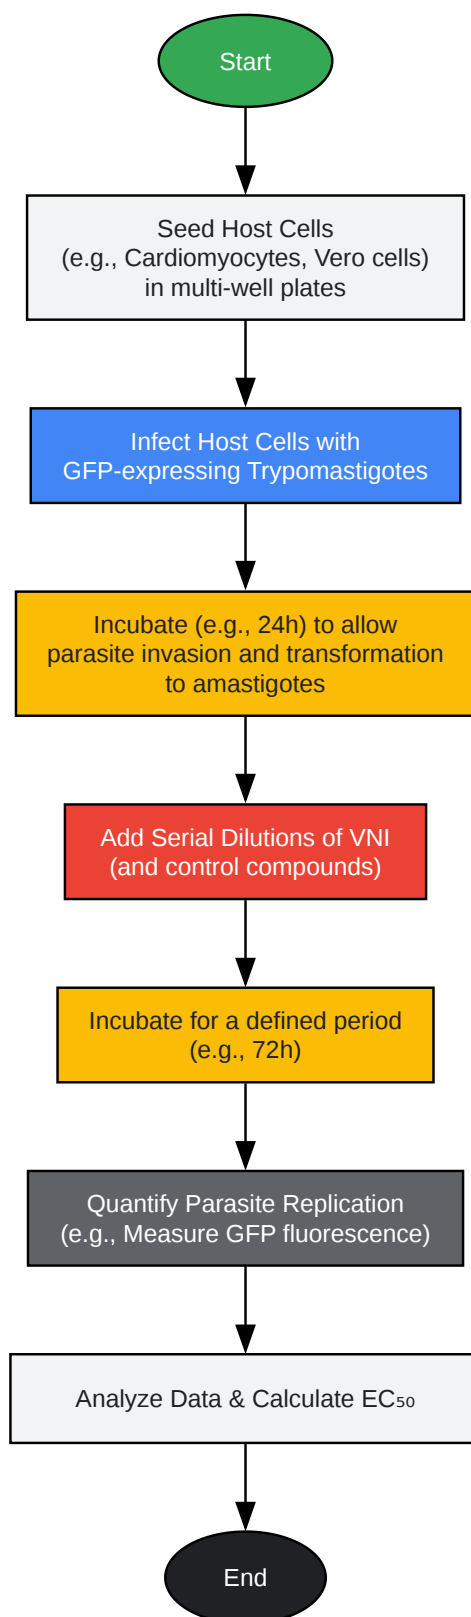 Start
Seed Host Cells
(e.g., Cardiomyocytes, Vero cells)
in multi-well plates
Infect Host Cells with
GFP-expressing Trypomastigotes
Incubate (e.g., 24h) to allow
parasite invasion and transformation
to amastigotes
Add Serial Dilutions of VNI
(and control compounds)
Incubate for a defined period
(e.g., 72h)
Quantify Parasite Replication
(e.g., Measure GFP fluorescence)
Analyze Data & Calculate EC₅₀
End